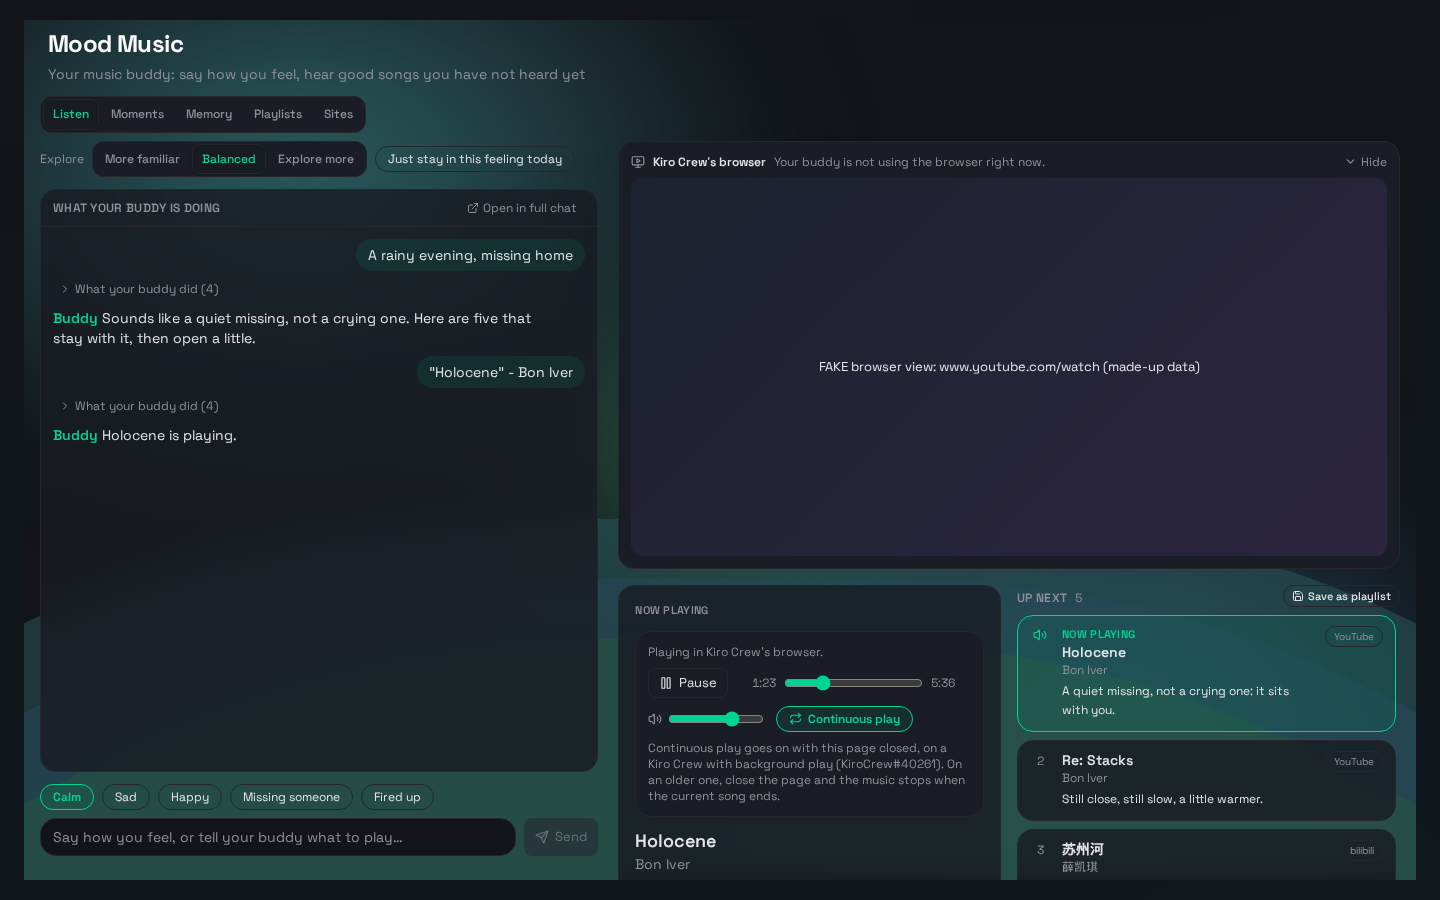 Mood Music
Your music buddy: say how you feel, hear good songs you have not heard yet
Listen
Moments
Memory
Playlists
Sites
Explore
More familiar
Balanced
Explore more
Just stay in this feeling today
WHAT YOUR BUDDY IS DOING
Open in full chat
A rainy evening, missing home
What your buddy did (4)
Buddy Sounds like a quiet missing, not a crying one. Here are five that
stay with it, then open a little.
"Holocene" - Bon Iver
What your buddy did (4)
Buddy Holocene is playing.
Calm
Sad
Happy
Missing someone
Fired up
Say how you feel, or tell your buddy what to play...
Send
Kiro Crew's browser
Your buddy is not using the browser right now.
Hide
FAKE browser view: www.youtube.com/watch (made-up data)
NOW PLAYING
Playing in Kiro Crew's browser.
Pause
1:23
5:36
Continuous play
Continuous play goes on with this page closed, on a
Kiro Crew with background play (KiroCrew#40261). On
an older one, close the page and the music stops when
the current song ends.
Holocene
Bon Iver
UP NEXT 5
Save as playlist
NOW PLAYING
YouTube
Holocene
Bon Iver
A quiet missing, not a crying one: it sits
with you.
2
Re: Stacks
YouTube
Bon Iver
Still close, still slow, a little warmer.
3
苏州河
bilibili
薛凯琪